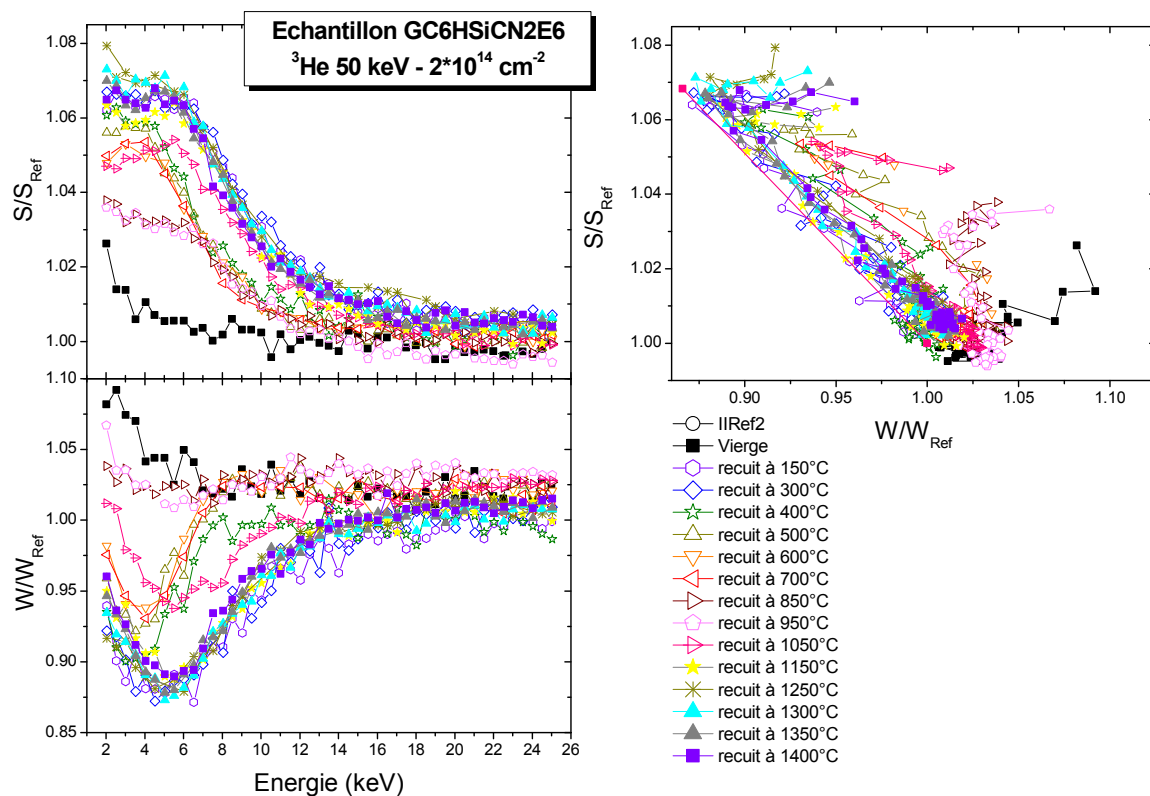 Echantillon GC6HSiCN2E6
³He 50 keV - 2*10¹⁴ cm⁻²
1.08
1.06
1.04
1.02
1.00
S/S_Ref
1.10
1.05
1.00
0.95
0.90
0.85
W/W_Ref
2 4 6 8 10 12 14 16 18 20 22 24 26
Energie (keV)
1.08
1.06
1.04
1.02
1.00
S/S_Ref
0.90 0.95 1.00 1.05 1.10
W/W_Ref
IIRef2
Vierge
recuit à 150°C
recuit à 300°C
recuit à 400°C
recuit à 500°C
recuit à 600°C
recuit à 700°C
recuit à 850°C
recuit à 950°C
recuit à 1050°C
recuit à 1150°C
recuit à 1250°C
recuit à 1300°C
recuit à 1350°C
recuit à 1400°C